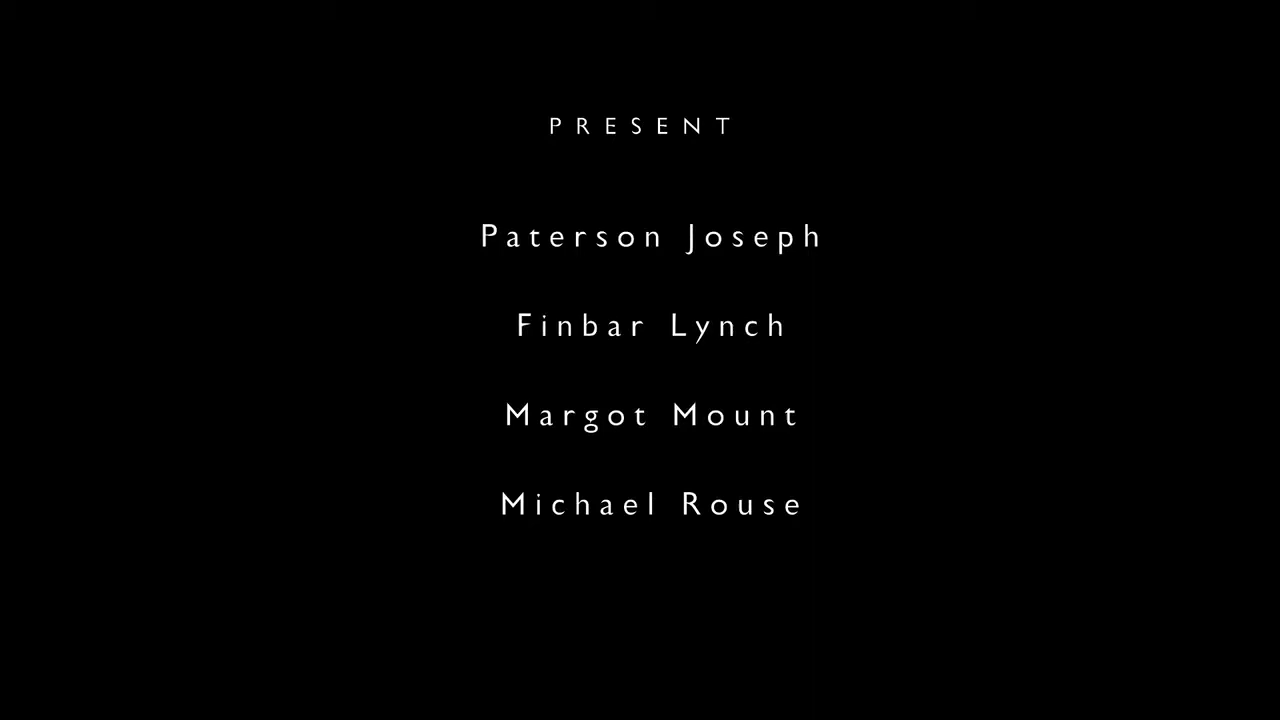 PRESENT
Paterson Joseph
Finbar Lynch
Margot Mount
Michael Rouse